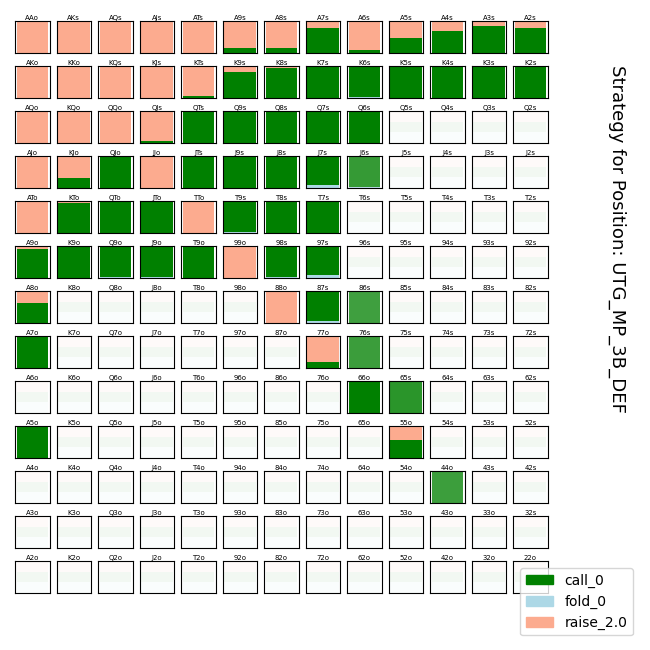 AAo AKs AQs AJs ATs A9s A8s A7s A6s A5s A4s A3s A2s
AKo KKo KQs KJs KTs K9s K8s K7s K6s K5s K4s K3s K2s
AQo KQo QQo QJs QTs Q9s Q8s Q7s Q6s Q5s Q4s Q3s Q2s
AJo KJo QJo JJo JTs J9s J8s J7s J6s J5s J4s J3s J2s
ATo KTo QTo JTo TTo T9s T8s T7s T6s T5s T4s T3s T2s
A9o K9o Q9o J9o T9o 99o 98s 97s 96s 95s 94s 93s 92s
A8o K8o Q8o J8o T8o 98o 88o 87s 86s 85s 84s 83s 82s
A7o K7o Q7o J7o T7o 97o 87o 77o 76s 75s 74s 73s 72s
A6o K6o Q6o J6o T6o 96o 86o 76o 66o 65s 64s 63s 62s
A5o K5o Q5o J5o T5o 95o 85o 75o 65o 55o 54s 53s 52s
A4o K4o Q4o J4o T4o 94o 84o 74o 64o 54o 44o 43s 42s
A3o K3o Q3o J3o T3o 93o 83o 73o 63o 53o 43o 33o 32s
A2o K2o Q2o J2o T2o 92o 82o 72o 62o 52o 42o 32o 22o
Strategy for Position: UTG_MP_3B_DEF
call_0
fold_0
raise_2.0